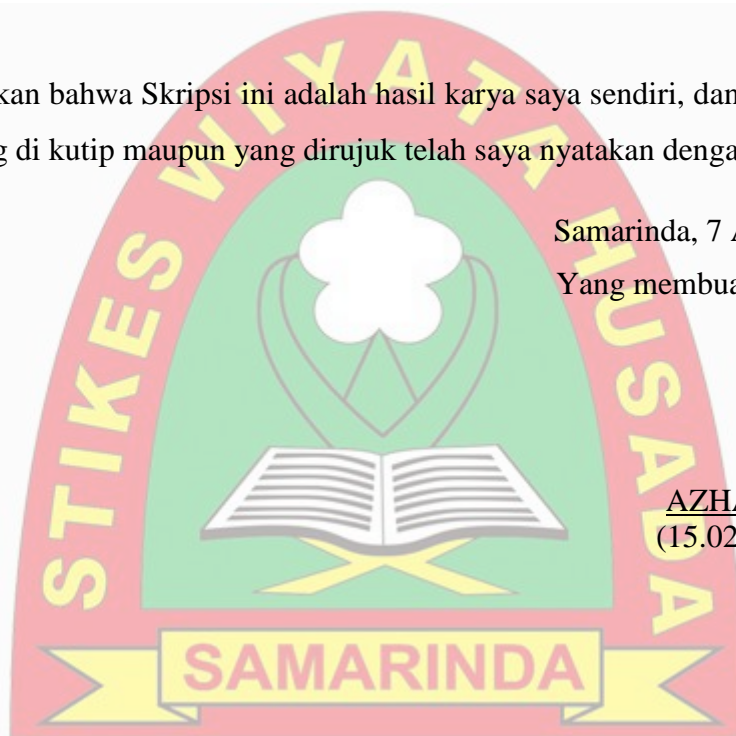 kan bahwa Skripsi ini adalah hasil karya saya sendiri, dan
g di kutip maupun yang dirujuk telah saya nyatakan denga
Samarinda, 7 A
Yang membua
AZHA
(15.02
STIKES WIYATA HUSADA
SAMARINDA